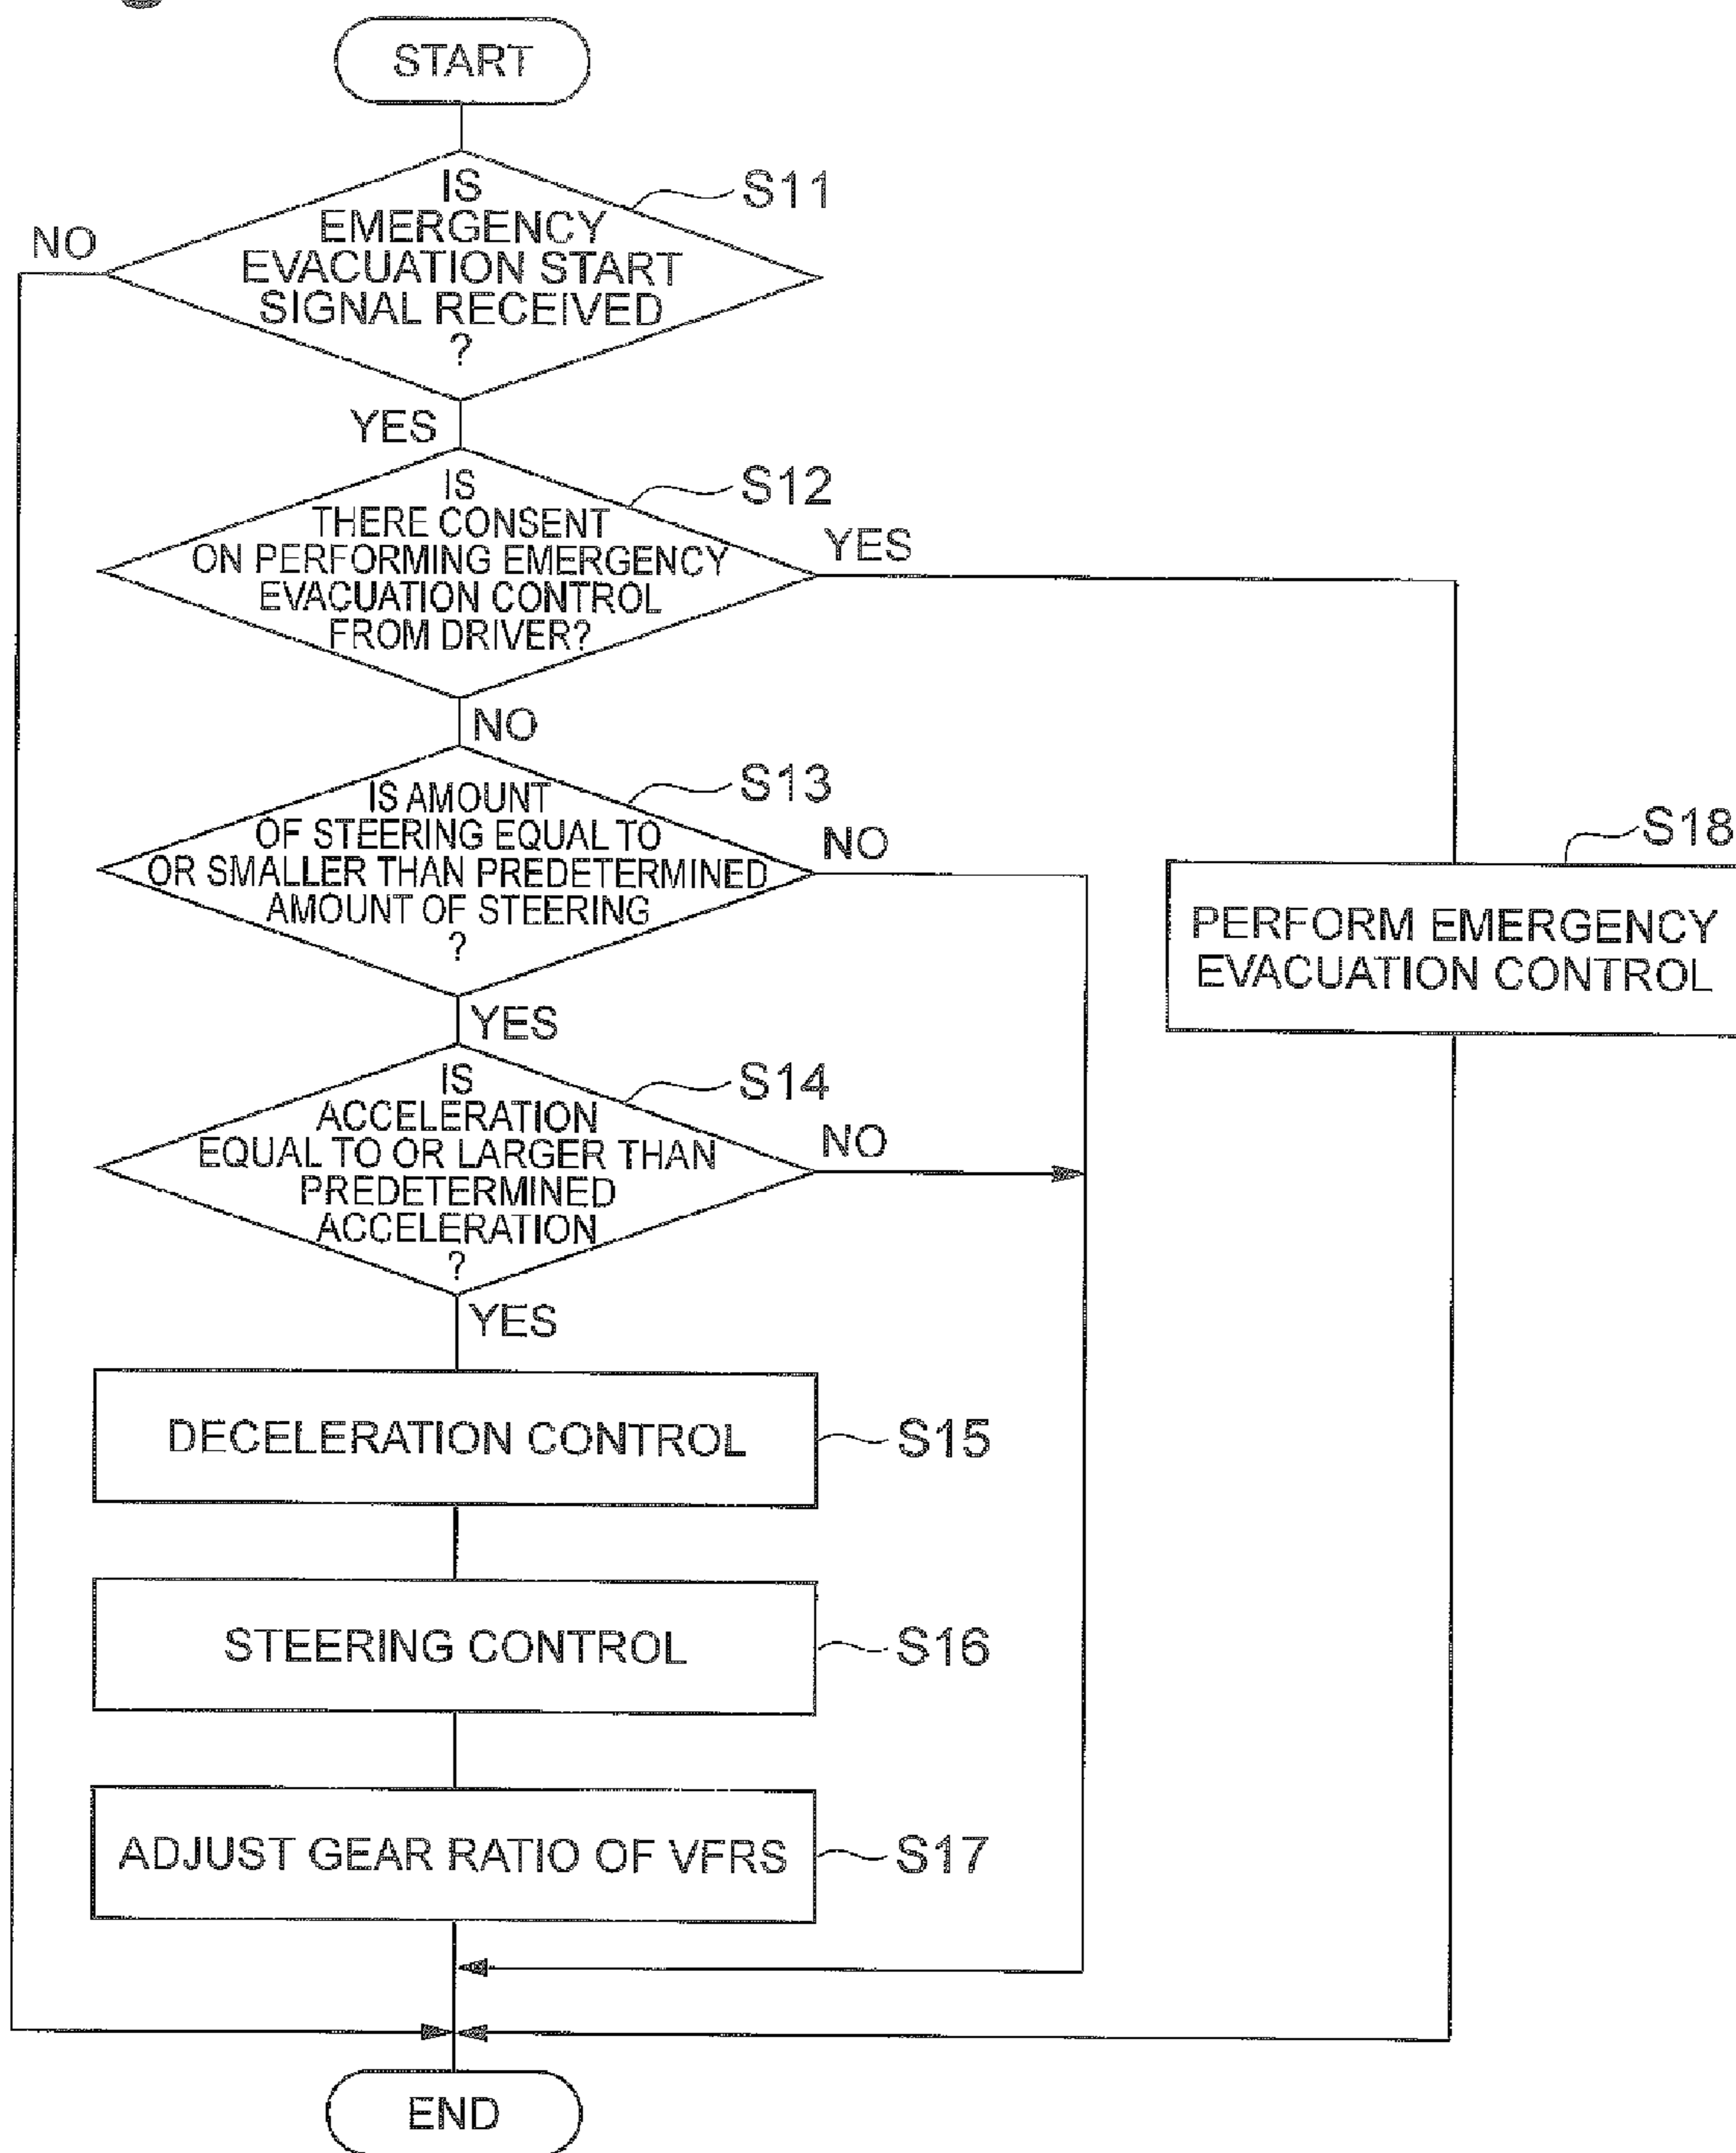 START
IS
EMERGENCY
EVACUATION START
SIGNAL RECEIVED
?
S11
NO
YES
IS
THERE CONSENT
ON PERFORMING EMERGENCY
EVACUATION CONTROL
FROM DRIVER?
S12
YES
NO
IS AMOUNT
OF STEERING EQUAL TO
OR SMALLER THAN PREDETERMINED
AMOUNT OF STEERING
?
S13
NO
S18
PERFORM EMERGENCY
EVACUATION CONTROL
YES
IS
ACCELERATION
EQUAL TO OR LARGER THAN
PREDETERMINED
ACCELERATION
?
S14
NO
YES
DECELERATION CONTROL
S15
STEERING CONTROL
S16
ADJUST GEAR RATIO OF VFRS
S17
END